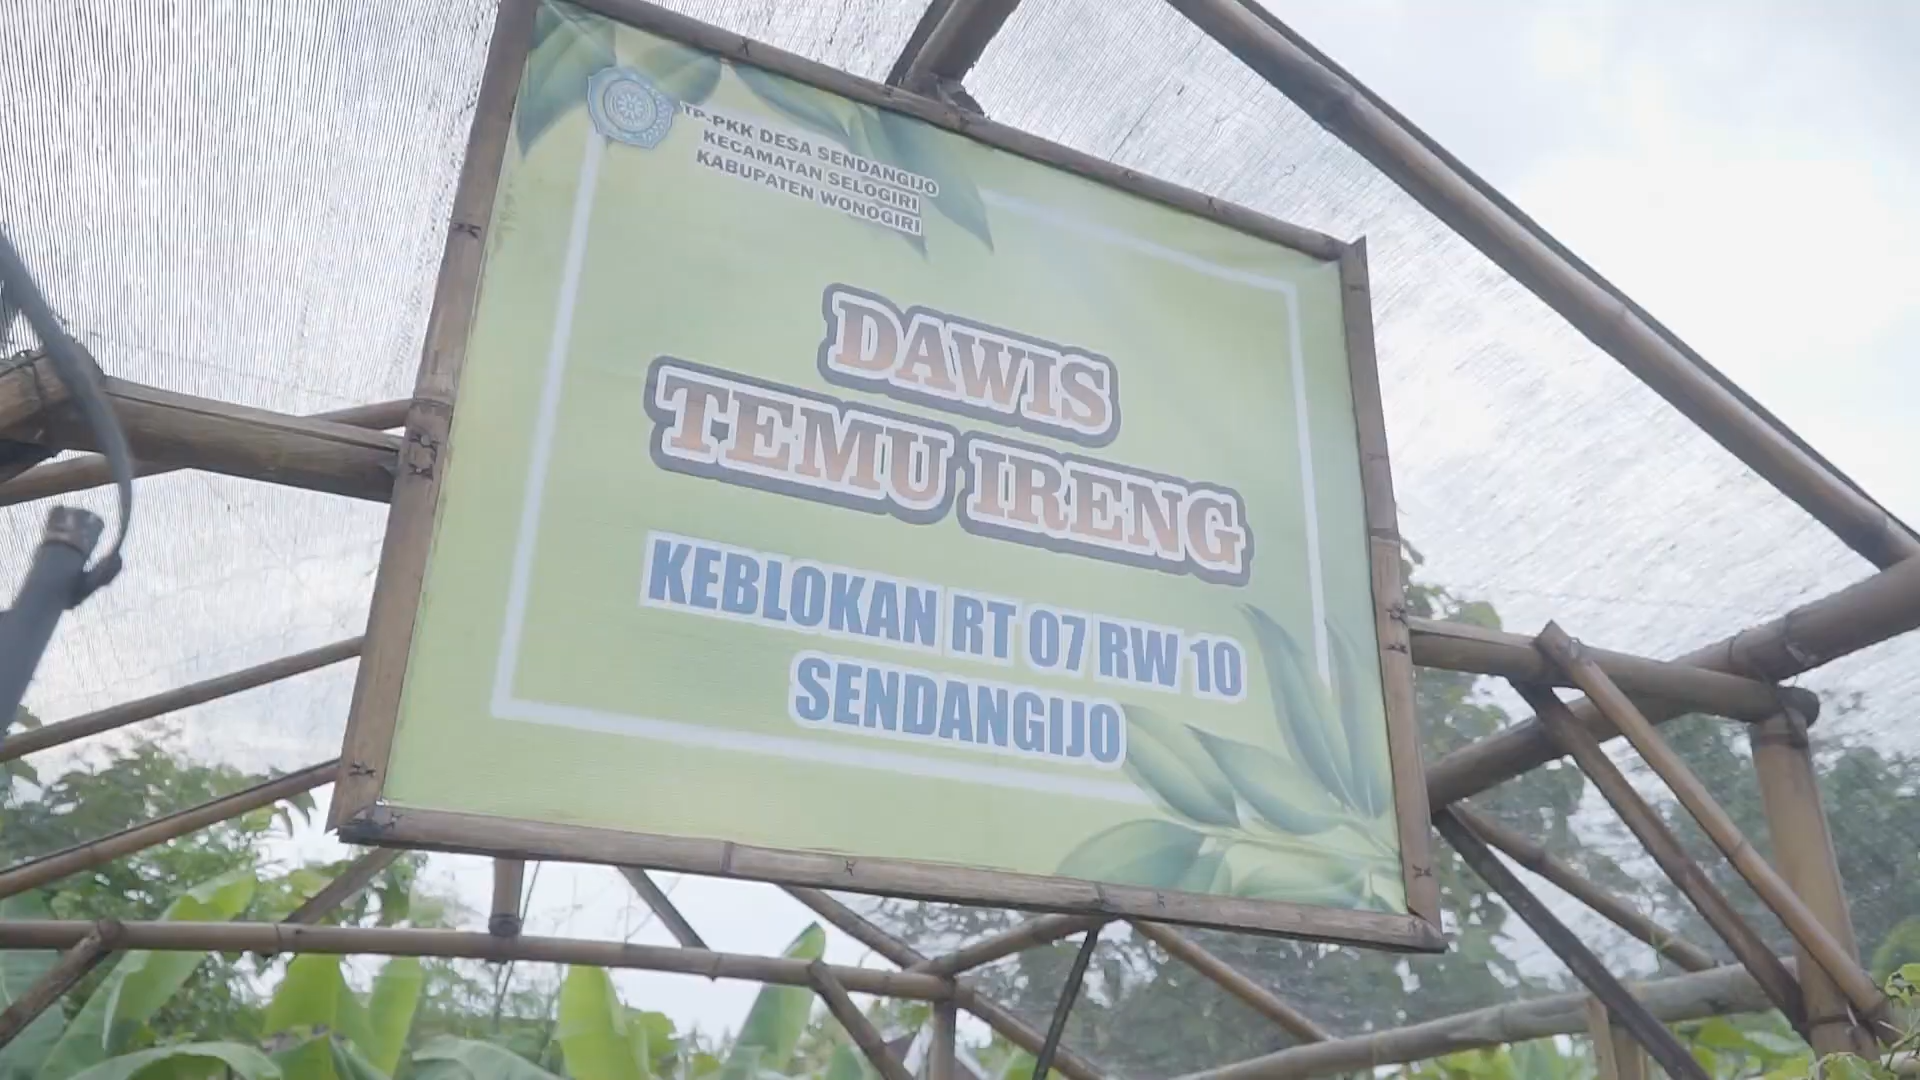 TP-PKK DESA SENDANGIJO
KECAMATAN SELOGIRI
KABUPATEN WONOGIRI
DAWIS
TEMU IRENG
KEBLOKAN RT 07 RW 10
SENDANGIJO